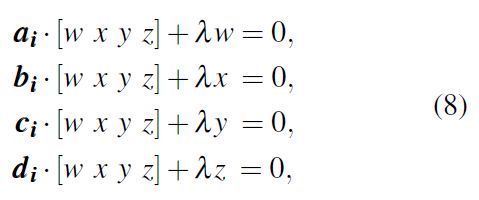 a_i · [w x y z] + λw = 0,
b_i · [w x y z] + λx = 0,
c_i · [w x y z] + λy = 0,
d_i · [w x y z] + λz = 0,
(8)